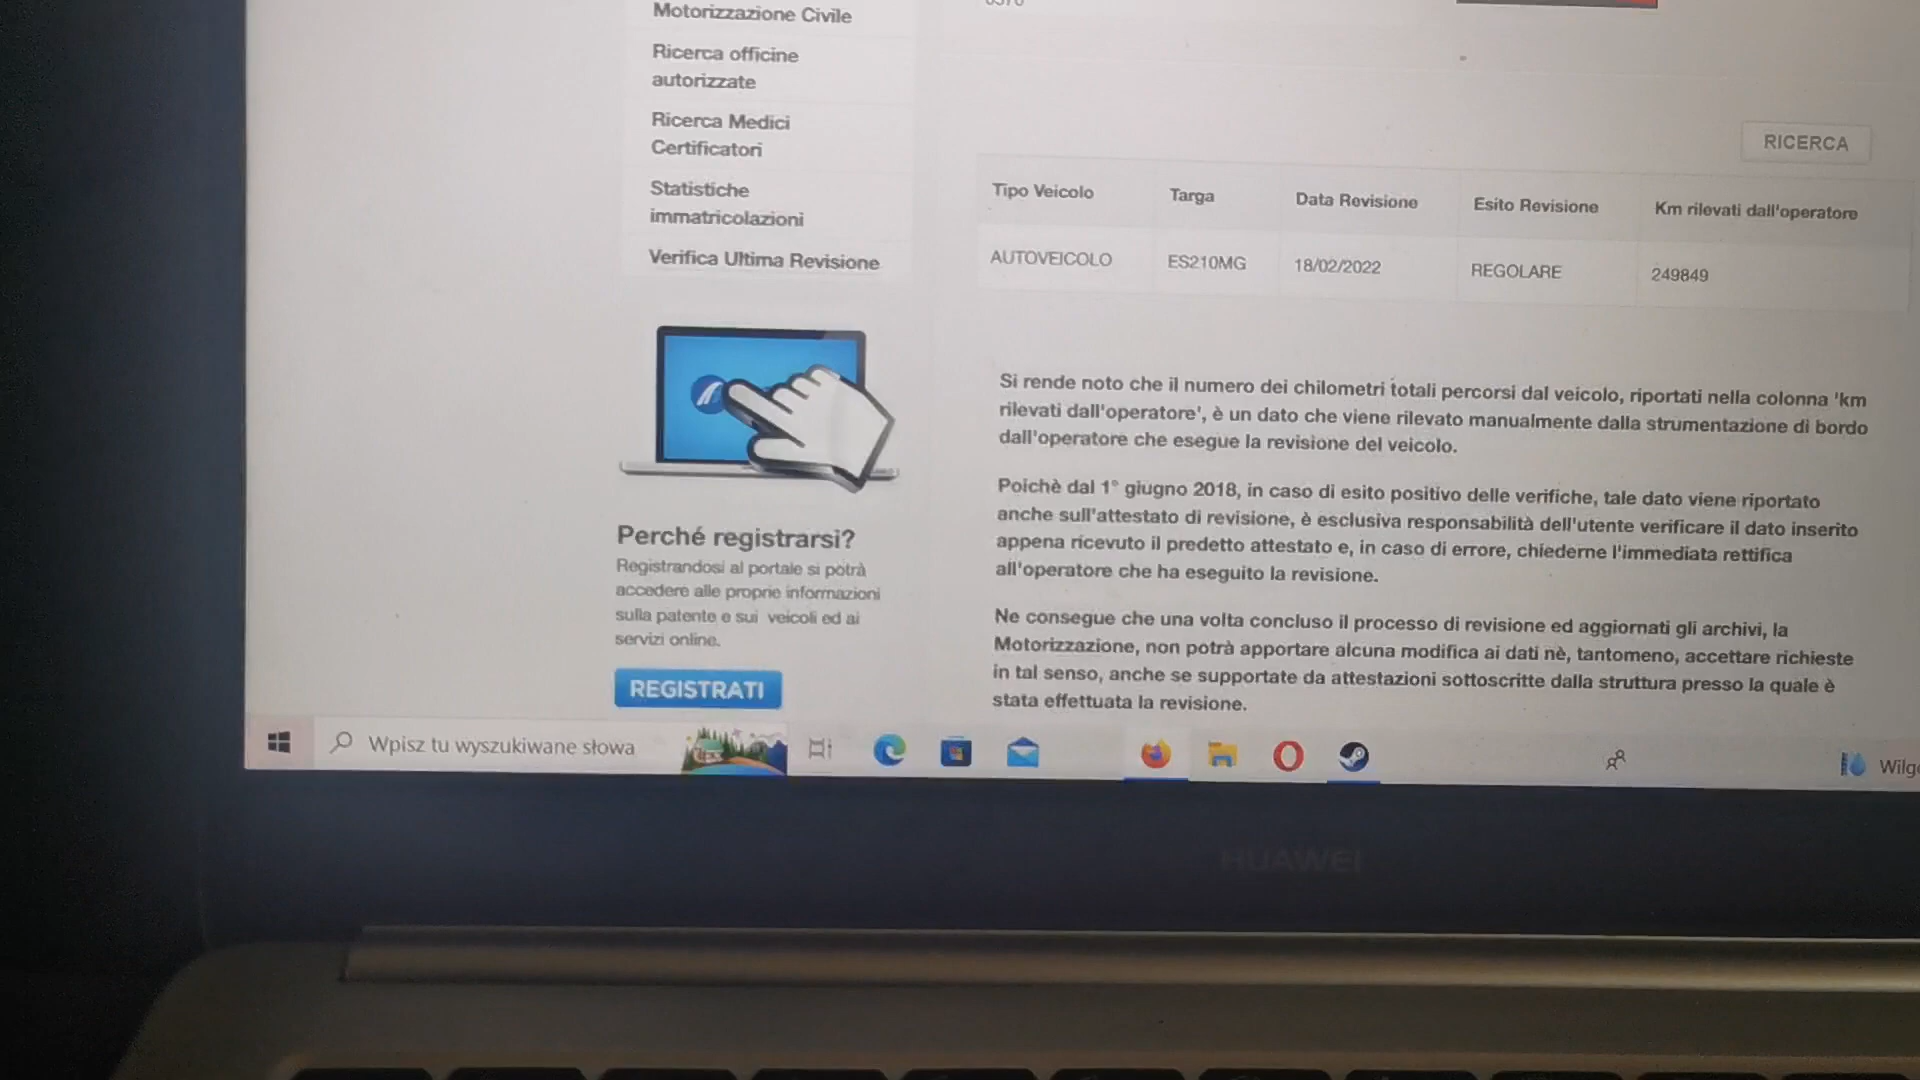 Motorizzazione Civile
Ricerca officine
autorizzate
Ricerca Medici
Certificatori
Statistiche
immatricolazioni
Verifica Ultima Revisione
RICERCA
Tipo Veicolo Targa Data Revisione Esito Revisione Km rilevati dall'operatore
AUTOVEICOLO ES210MG 18/02/2022 REGOLARE 249849
Si rende noto che il numero dei chilometri totali percorsi dal veicolo, riportati nella colonna 'km
rilevati dall'operatore', è un dato che viene rilevato manualmente dalla strumentazione di bordo
dall'operatore che esegue la revisione del veicolo.
Poichè dal 1° giugno 2018, in caso di esito positivo delle verifiche, tale dato viene riportato
anche sull'attestato di revisione, è esclusiva responsabilità dell'utente verificare il dato inserito
appena ricevuto il predetto attestato e, in caso di errore, chiederne l'immediata rettifica
all'operatore che ha eseguito la revisione.
Ne consegue che una volta concluso il processo di revisione ed aggiornati gli archivi, la
Motorizzazione, non potrà apportare alcuna modifica ai dati nè, tantomeno, accettare richieste
in tal senso, anche se supportate da attestazioni sottoscritte dalla struttura presso la quale è
stata effettuata la revisione.
Perché registrarsi?
Registrandosi al portale si potrà
accedere alle proprie informazioni
sulla patente e sui veicoli ed ai
servizi online.
REGISTRATI
Wpisz tu wyszukiwane słowa
HUAWEI